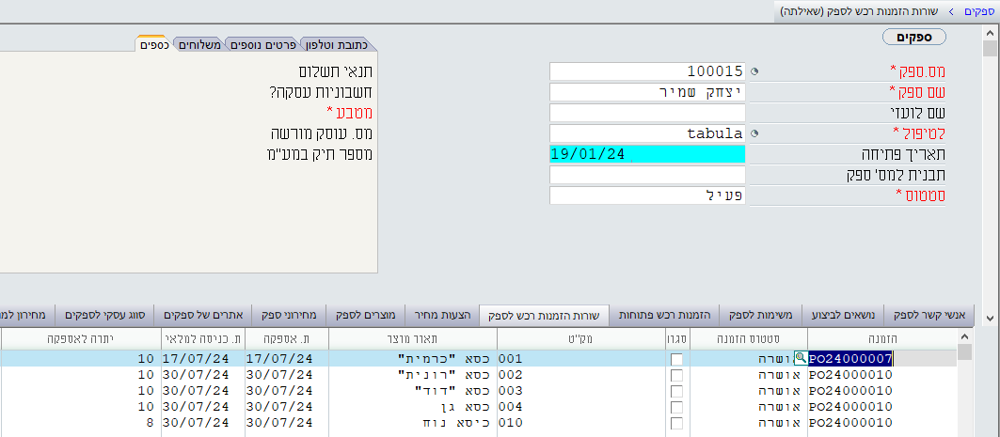 ספקים > שורות הזמנות רכש לספק (שאילתה)
ספקים
מס.ספק * 100015
שם ספק * יצחק שמיר
שם לועזי
לטיפול * tabula
תאריך פתיחה 19/01/24
תבנית למס' ספק
סטטוס * פעיל
כתובת וטלפון פרטים נוספים משלוחים כספים
תנאי תשלום
חשבוניות עסקה?
מטבע *
מס. עוסק מורשה
מספר תיק במע"מ
אנשי קשר לספק נושאים לביצוע משימות לספק הזמנות רכש פתוחות שורות הזמנות רכש לספק הצעות מחיר מוצרים לספק מחירוני ספק אתרים של ספקים סווג עסקי לספקים מחירון למו
הזמנה סטטוס הזמנה סגרו מק"ט תאור מוצר ת. אספקה ת. כניסה למלאי יתרה לאספקה
PO24000007 אושרה 001 כסא "כרמית" 17/07/24 17/07/24 10
PO24000010 אושרה 002 כסא "רונית" 30/07/24 30/07/24 10
PO24000010 אושרה 003 כסא "דוד" 30/07/24 30/07/24 10
PO24000010 אושרה 004 כסא גן 30/07/24 30/07/24 10
PO24000010 אושרה 010 כיסא נוח 30/07/24 30/07/24 8